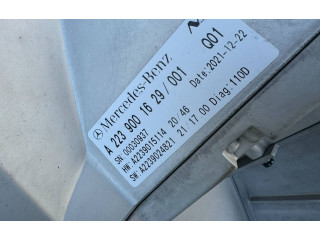 Mercedes-Benz
A 223 900 16 29/001 Q01
SN: 00030937 Date:2021-12-22
HW: A2239015114 20/46
SW: A2239024821 21 17 00 Diag:110D